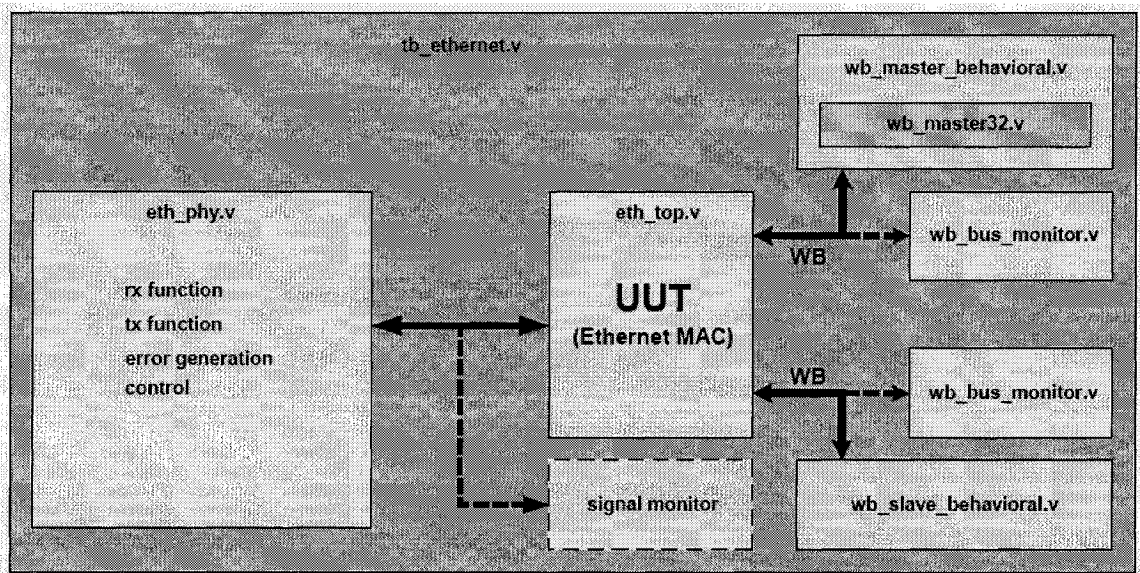 tb_ethernet.v
wb_master_behavioral.v
wb_master32.v
eth_phy.v
rx function
tx function
error generation
control
eth_top.v
UUT
(Ethernet MAC)
WB
wb_bus_monitor.v
WB
wb_bus_monitor.v
signal monitor
wb_slave_behavioral.v